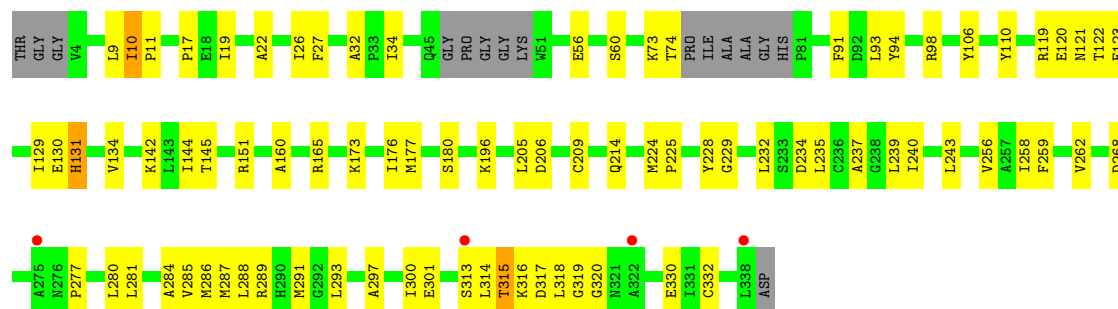 THR GLY GLY V4 L9 I10 P11 P17 E18 I19 A22 I26 F27 A32 P33 I34 Q45 GLY PRO GLY GLY LYS W51 E56 S60 K73 T74 PRO ILE ALA ALA GLY HIS P81 F91 D92 L93 Y94 R98 Y106 Y110 R119 E120 N121 T122
I129 E130 H131 V134 K142 L143 I144 T145 R151 A160 R165 K173 I176 M177 S180 K196 L205 D206 C209 Q214 M224 P225 Y228 G229 L232 S233 D234 L235 C236 A237 G238 L239 I240 L243 V256 A257 I258 F259 V262
A275 N276 P277 L280 L281 A284 V285 M286 M287 L288 R289 H290 M291 G292 L293 A297 I300 E301 S313 L314 T315 K316 D317 L318 G319 G320 N321 A322 E330 I331 C332 L338 ASP